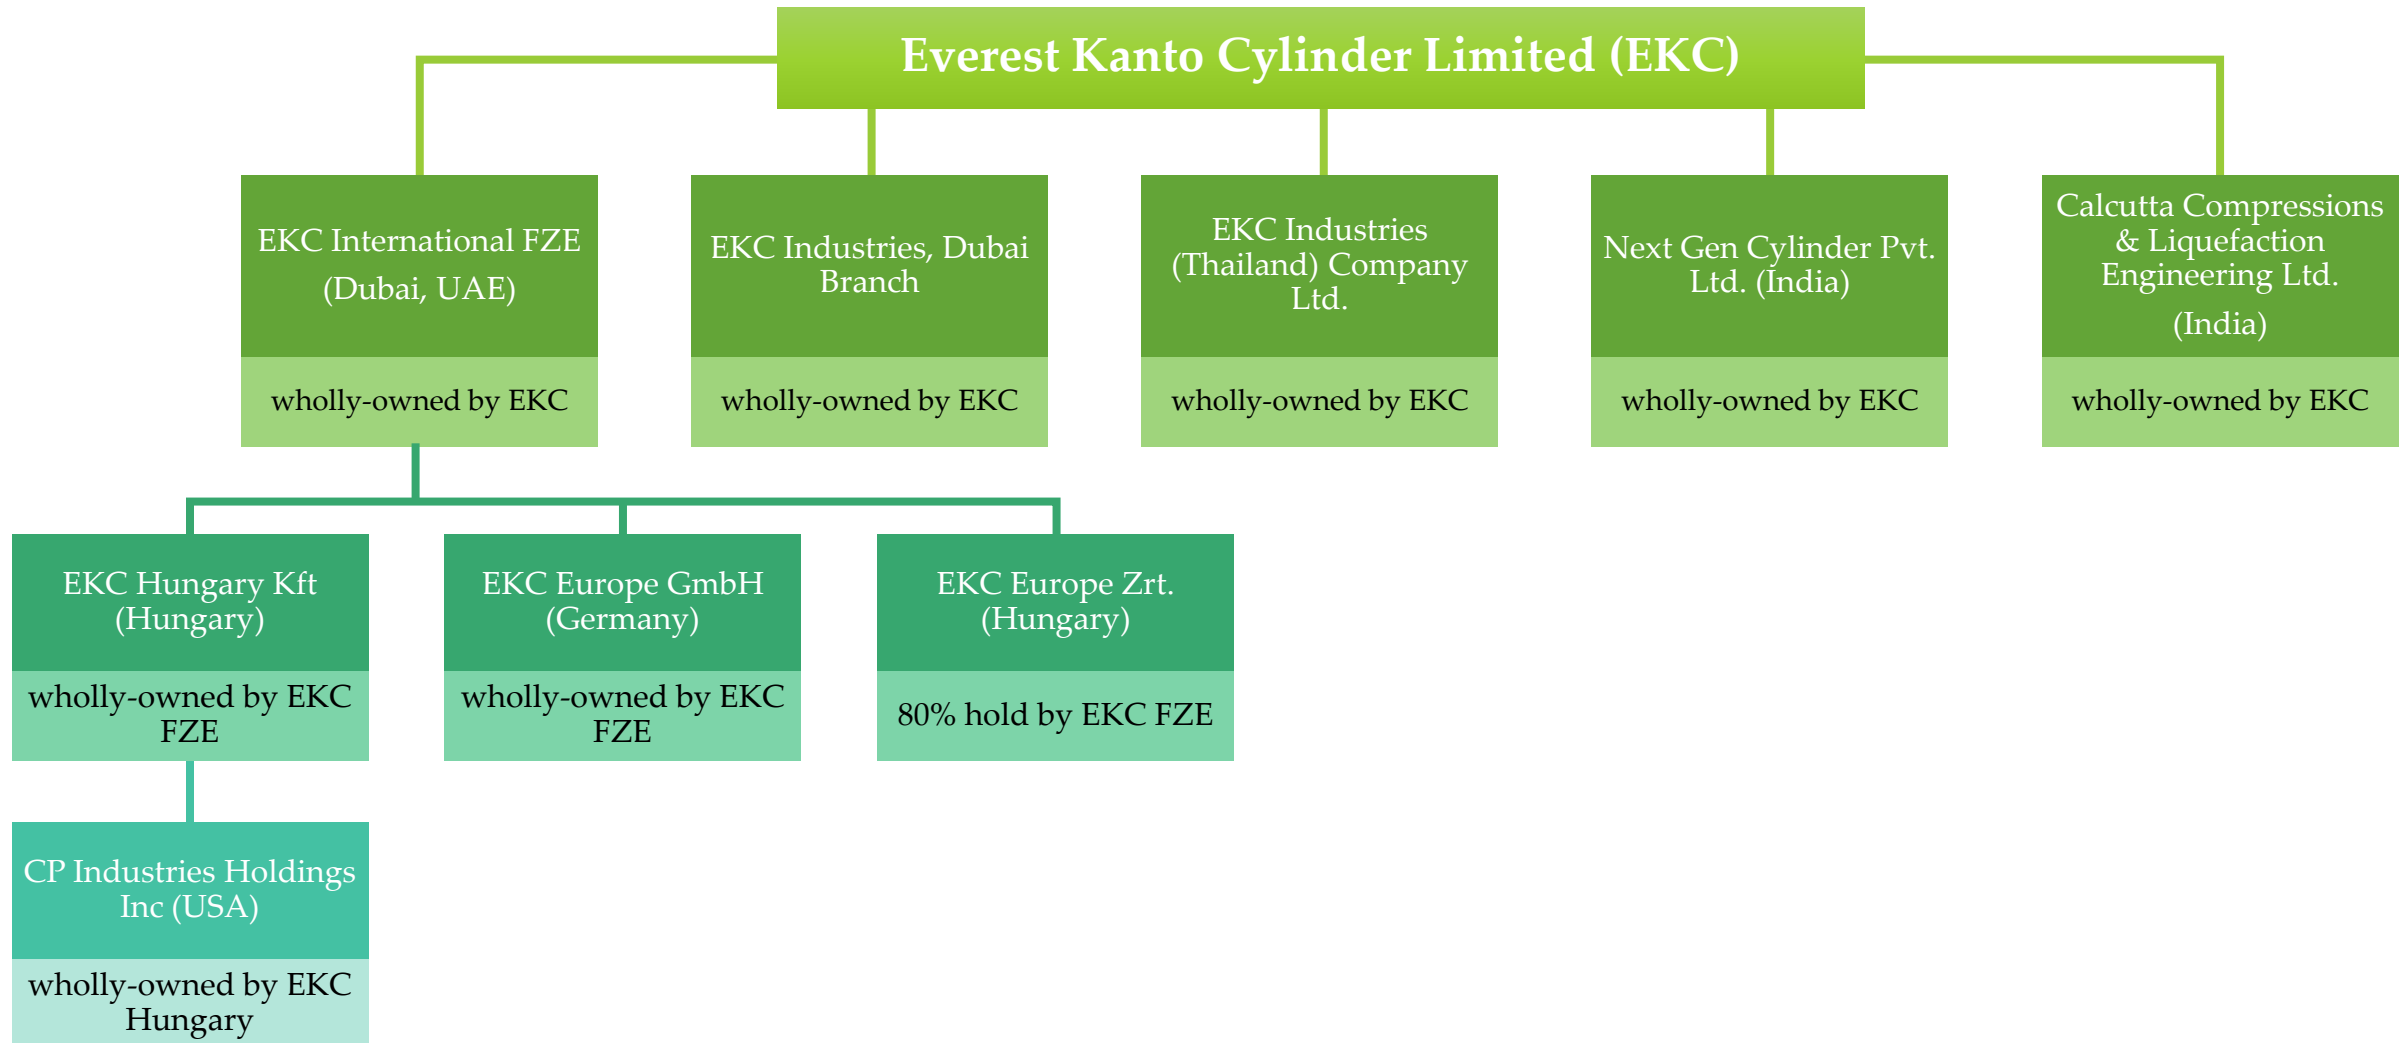 Everest Kanto Cylinder Limited (EKC)
EKC International FZE
(Dubai, UAE)
wholly-owned by EKC
EKC Industries, Dubai
Branch
wholly-owned by EKC
EKC Industries
(Thailand) Company
Ltd.
wholly-owned by EKC
Next Gen Cylinder Pvt.
Ltd. (India)
wholly-owned by EKC
Calcutta Compressions
& Liquefaction
Engineering Ltd.
(India)
wholly-owned by EKC
EKC Hungary Kft
(Hungary)
wholly-owned by EKC
FZE
EKC Europe GmbH
(Germany)
wholly-owned by EKC
FZE
EKC Europe Zrt.
(Hungary)
80% hold by EKC FZE
CP Industries Holdings
Inc (USA)
wholly-owned by EKC
Hungary